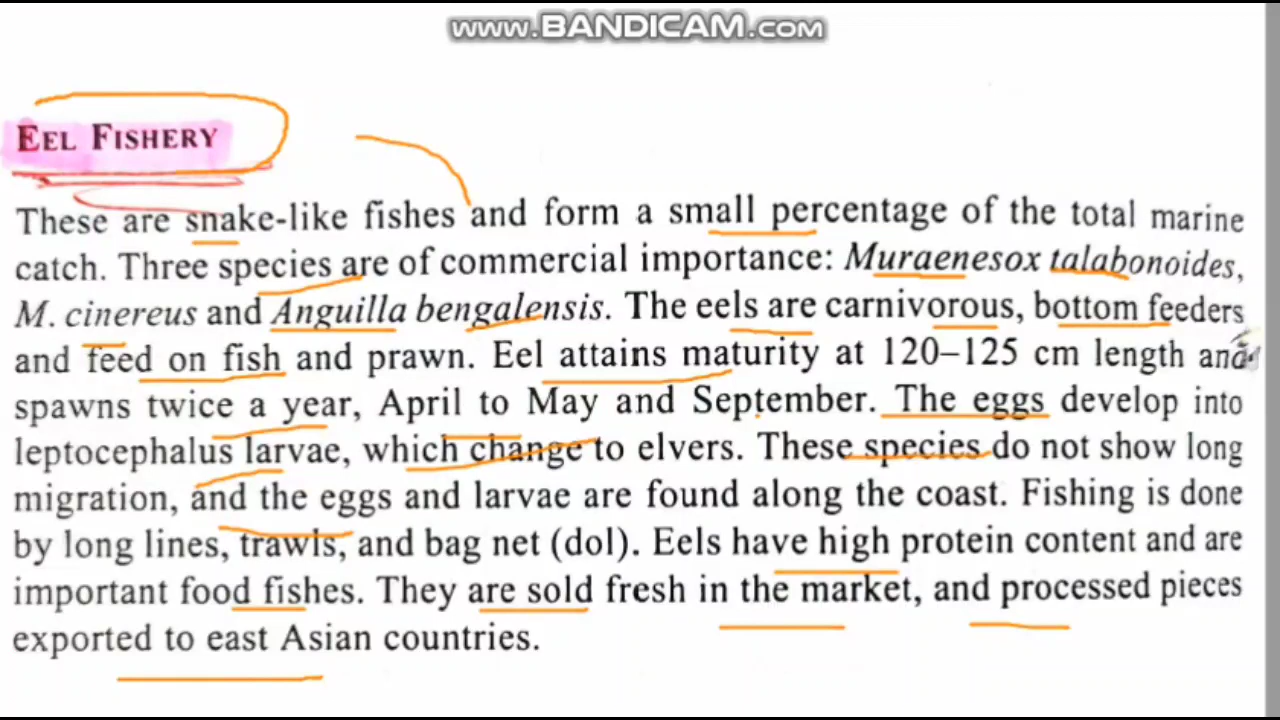 www.BANDICAM.com
EEL FISHERY
These are snake-like fishes and form a small percentage of the total marine
catch. Three species are of commercial importance: Muraenesox talabonoides,
M. cinereus and Anguilla bengalensis. The eels are carnivorous, bottom feeders
and feed on fish and prawn. Eel attains maturity at 120–125 cm length and
spawns twice a year, April to May and September. The eggs develop into
leptocephalus larvae, which change to elvers. These species do not show long
migration, and the eggs and larvae are found along the coast. Fishing is done
by long lines, trawls, and bag net (dol). Eels have high protein content and are
important food fishes. They are sold fresh in the market, and processed pieces
exported to east Asian countries.